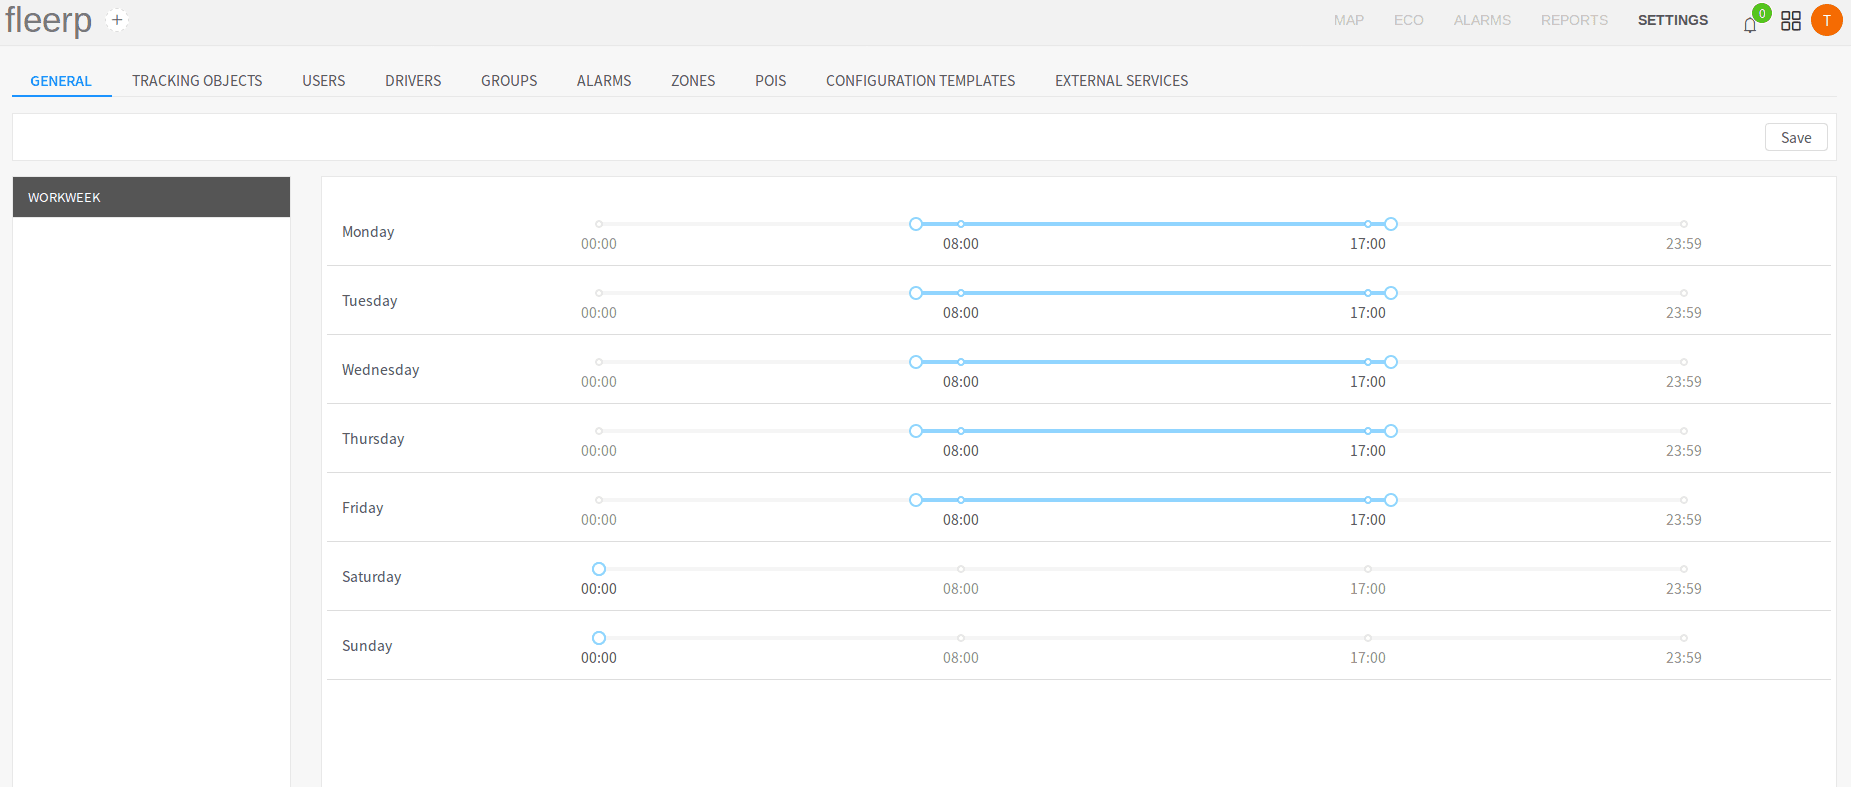 fleerp + MAP ECO ALARMS REPORTS SETTINGS 0 T
GENERAL TRACKING OBJECTS USERS DRIVERS GROUPS ALARMS ZONES POIS CONFIGURATION TEMPLATES EXTERNAL SERVICES
Save
WORKWEEK
Monday
00:00 08:00 17:00 23:59
Tuesday
00:00 08:00 17:00 23:59
Wednesday
00:00 08:00 17:00 23:59
Thursday
00:00 08:00 17:00 23:59
Friday
00:00 08:00 17:00 23:59
Saturday
00:00 08:00 17:00 23:59
Sunday
00:00 08:00 17:00 23:59